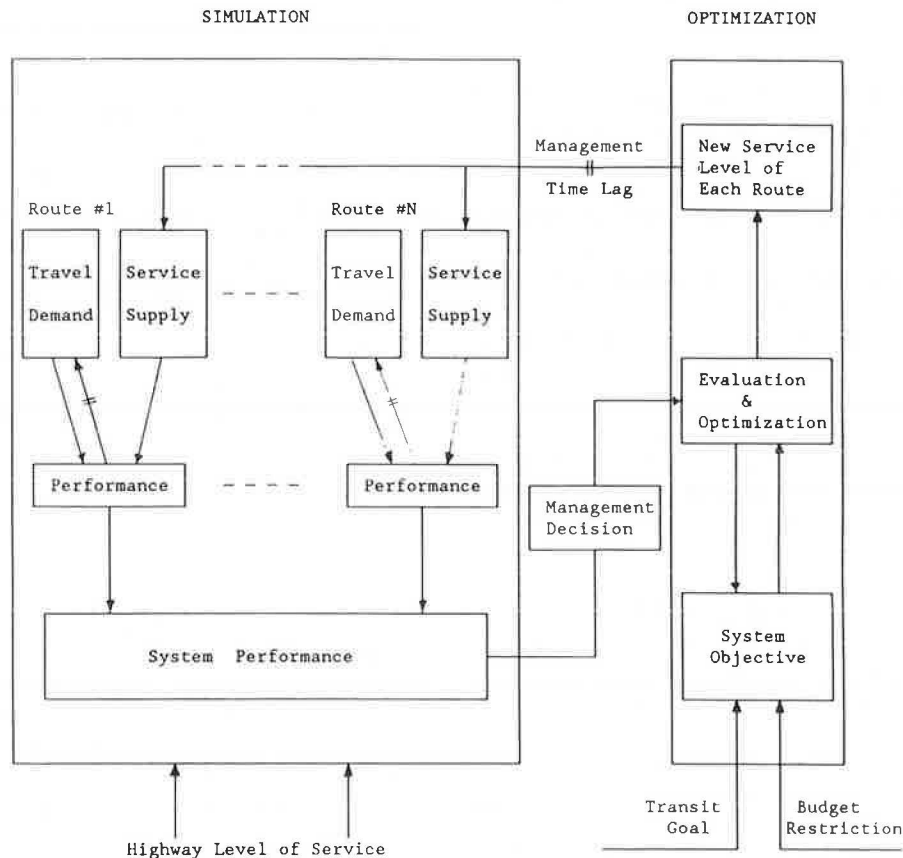 SIMULATION
OPTIMIZATION
Management
Time Lag
New Service
Level of
Each Route
Route #1
Route #N
Travel
Demand
Service
Supply
Travel
Demand
Service
Supply
Evaluation
&
Optimization
Performance
Performance
Management
Decision
System Performance
System
Objective
Transit
Goal
Budget
Restriction
Highway Level of Service